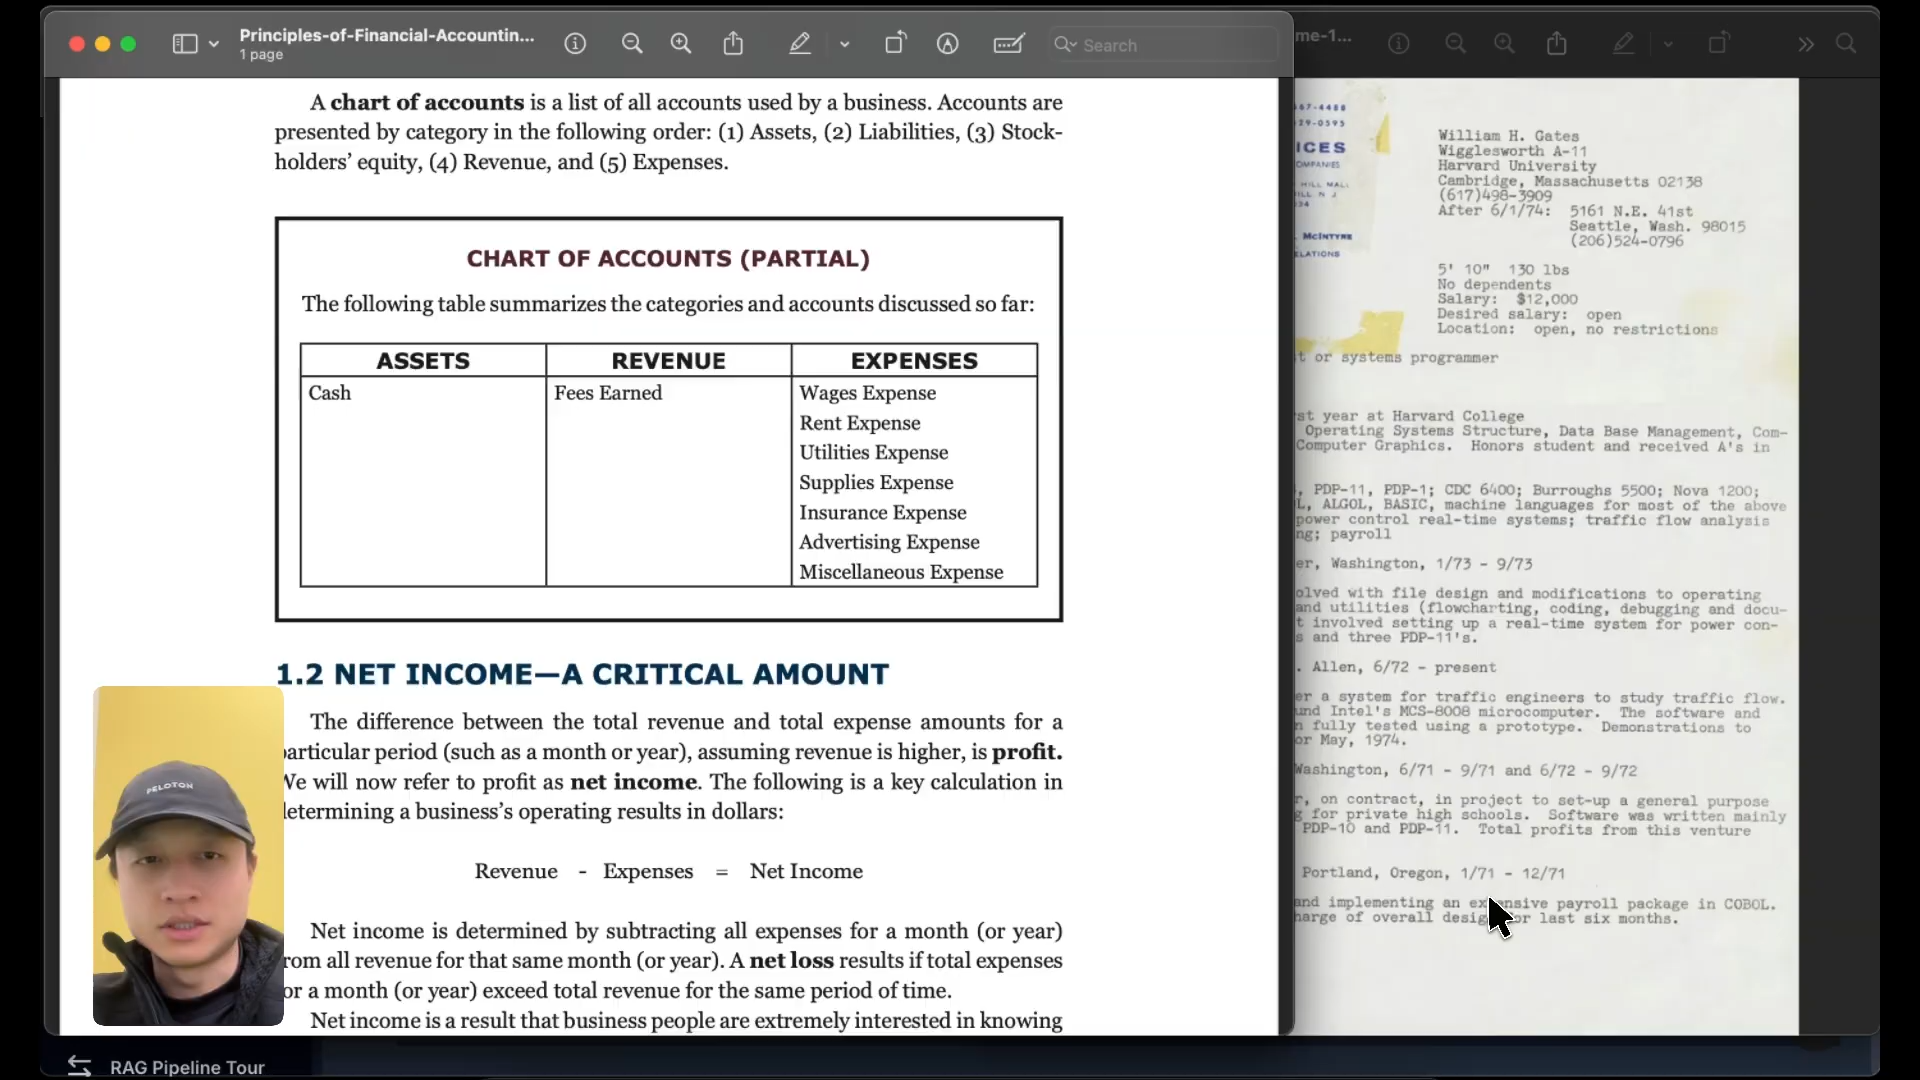 Principles-of-Financial-Accountin...
1 page
Search
me-1...
A chart of accounts is a list of all accounts used by a business. Accounts are
presented by category in the following order: (1) Assets, (2) Liabilities, (3) Stock-
holders’ equity, (4) Revenue, and (5) Expenses.
CHART OF ACCOUNTS (PARTIAL)
The following table summarizes the categories and accounts discussed so far:
ASSETS REVENUE EXPENSES
Cash Fees Earned Wages Expense
Rent Expense
Utilities Expense
Supplies Expense
Insurance Expense
Advertising Expense
Miscellaneous Expense
1.2 NET INCOME—A CRITICAL AMOUNT
The difference between the total revenue and total expense amounts for a
particular period (such as a month or year), assuming revenue is higher, is profit.
We will now refer to profit as net income. The following is a key calculation in
determining a business’s operating results in dollars:
Revenue - Expenses = Net Income
Net income is determined by subtracting all expenses for a month (or year)
from all revenue for that same month (or year). A net loss results if total expenses
for a month (or year) exceed total revenue for the same period of time.
Net income is a result that business people are extremely interested in knowing
PELOTON
67-4488
29-0595
ICES
OMPANIES
HILL MALL
ILL N J
34
. McINTYRE
ELATIONS
William H. Gates
Wigglesworth A-11
Harvard University
Cambridge, Massachusetts 02138
(617)498-3909
After 6/1/74: 5161 N.E. 41st
Seattle, Wash. 98015
(206)524-0796
5' 10" 130 lbs
No dependents
Salary: $12,000
Desired salary: open
Location: open, no restrictions
t or systems programmer
rst year at Harvard College
Operating Systems Structure, Data Base Management, Com-
Computer Graphics. Honors student and received A's in
, PDP-11, PDP-1; CDC 6400; Burroughs 5500; Nova 1200;
L, ALGOL, BASIC, machine languages for most of the above
power control real-time systems; traffic flow analysis
ng; payroll
er, Washington, 1/73 - 9/73
olved with file design and modifications to operating
and utilities (flowcharting, coding, debugging and docu-
t involved setting up a real-time system for power con-
s and three PDP-11's.
. Allen, 6/72 - present
er a system for traffic engineers to study traffic flow.
und Intel's MCS-8008 microcomputer. The software and
n fully tested using a prototype. Demonstrations to
or May, 1974.
Washington, 6/71 - 9/71 and 6/72 - 9/72
r, on contract, in project to set-up a general purpose
g for private high schools. Software was written mainly
PDP-10 and PDP-11. Total profits from this venture
Portland, Oregon, 1/71 - 12/71
and implementing an extensive payroll package in COBOL.
harge of overall design for last six months.
RAG Pipeline Tour